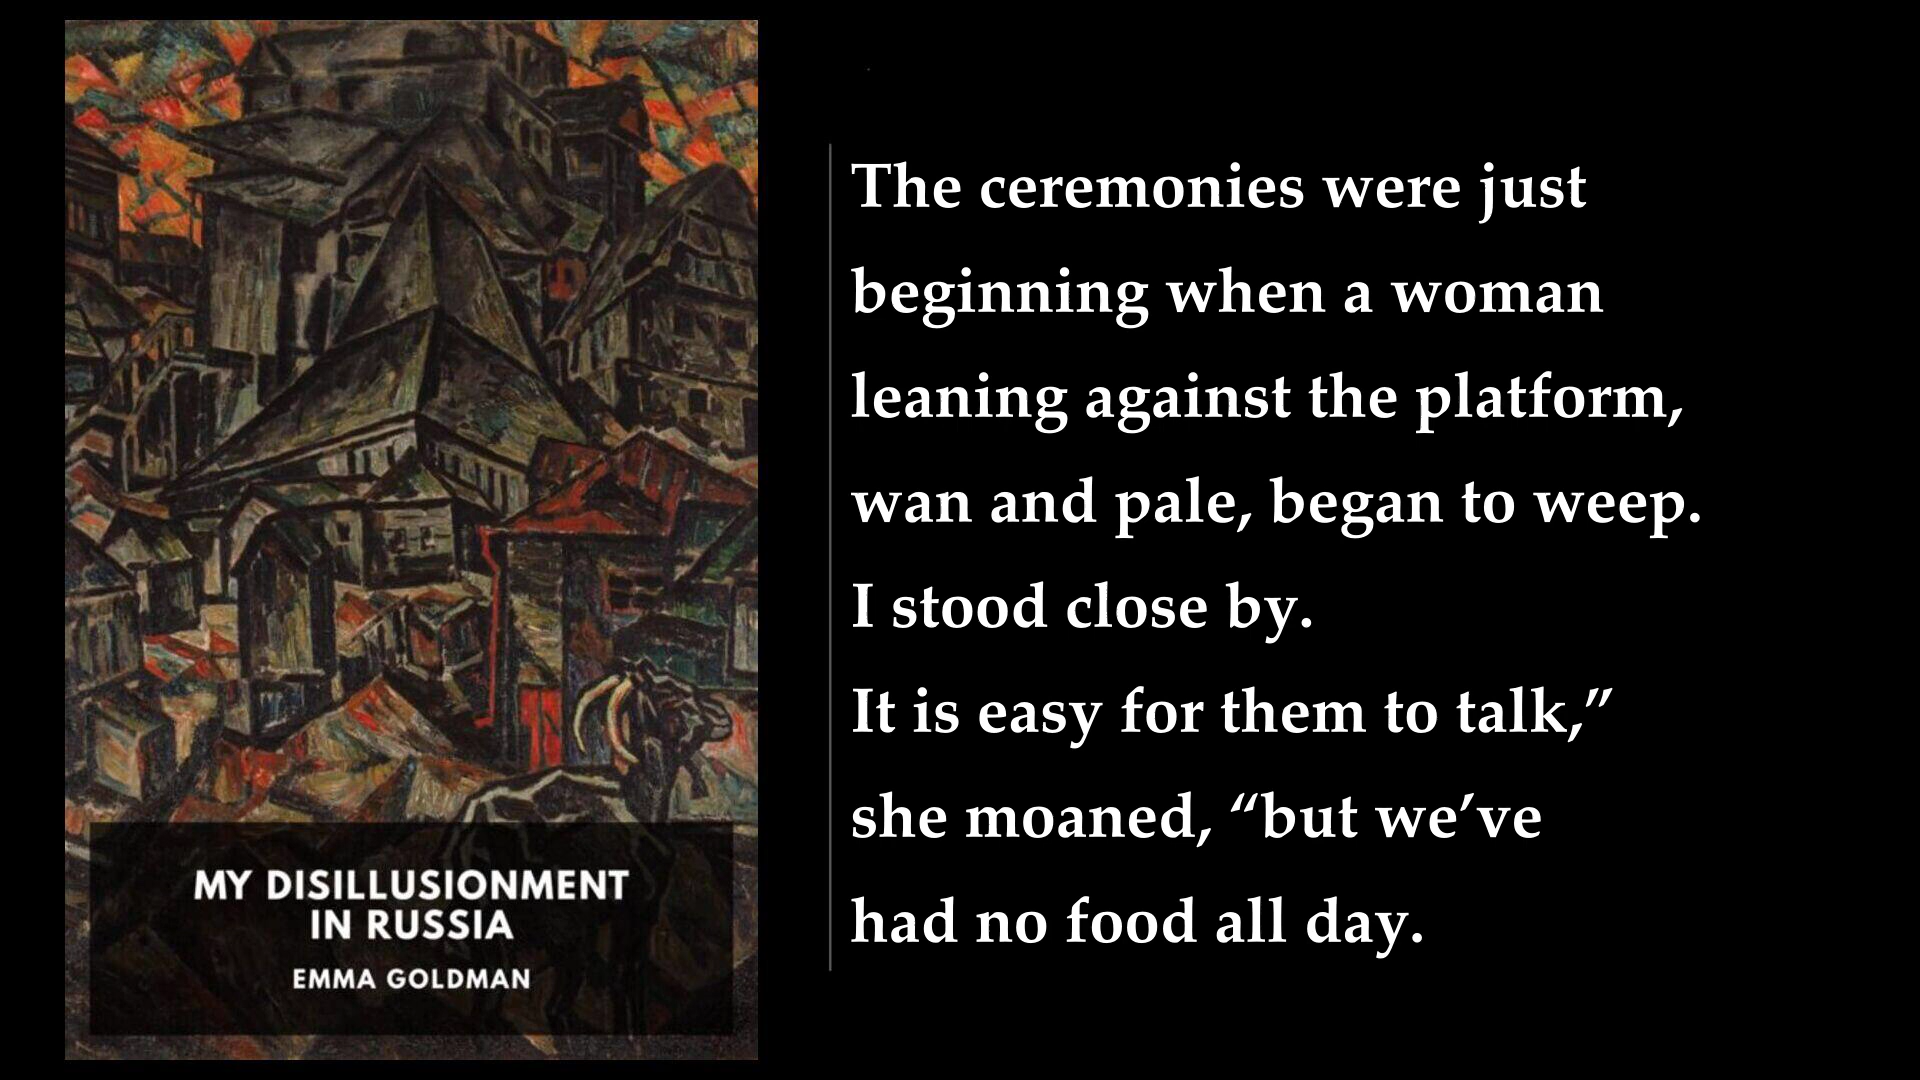 MY DISILLUSIONMENT
IN RUSSIA
EMMA GOLDMAN
The ceremonies were just
beginning when a woman
leaning against the platform,
wan and pale, began to weep.
I stood close by.
It is easy for them to talk,”
she moaned, “but we’ve
had no food all day.